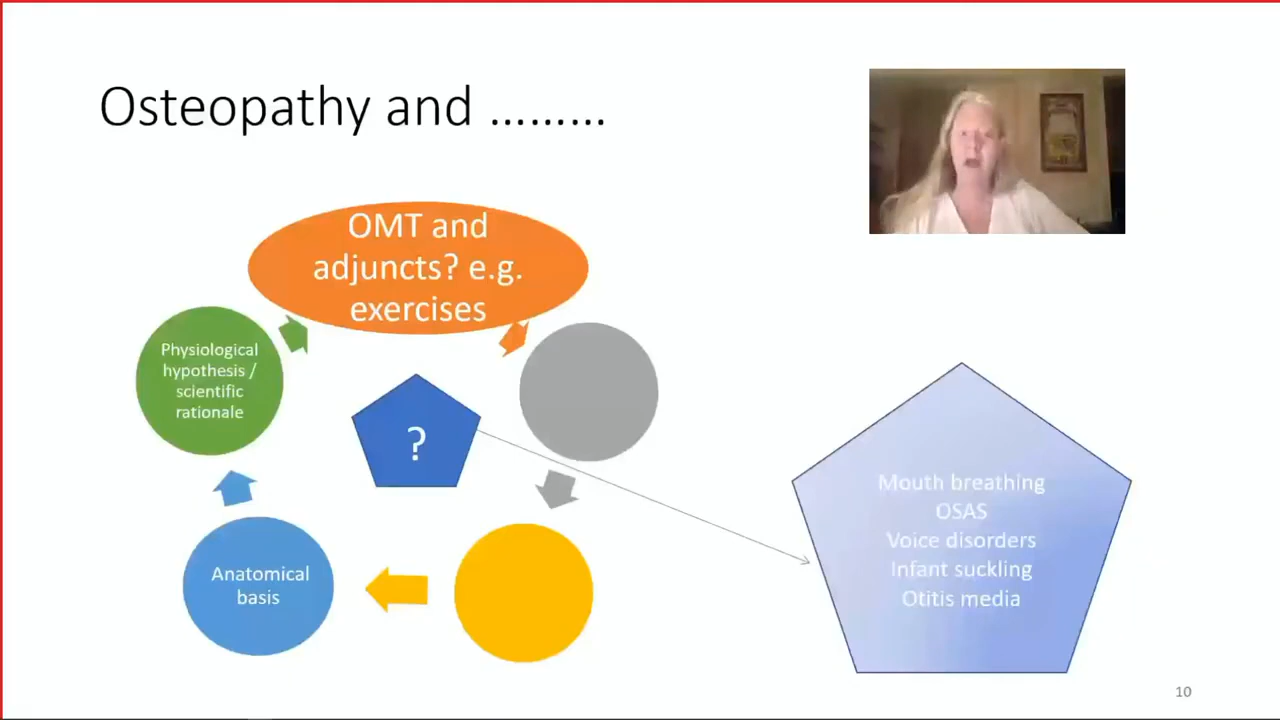 Osteopathy and .........
OMT and
adjuncts? e.g.
exercises
Physiological
hypothesis /
scientific
rationale
?
Anatomical
basis
Mouth breathing
OSAS
Voice disorders
Infant suckling
Otitis media
10